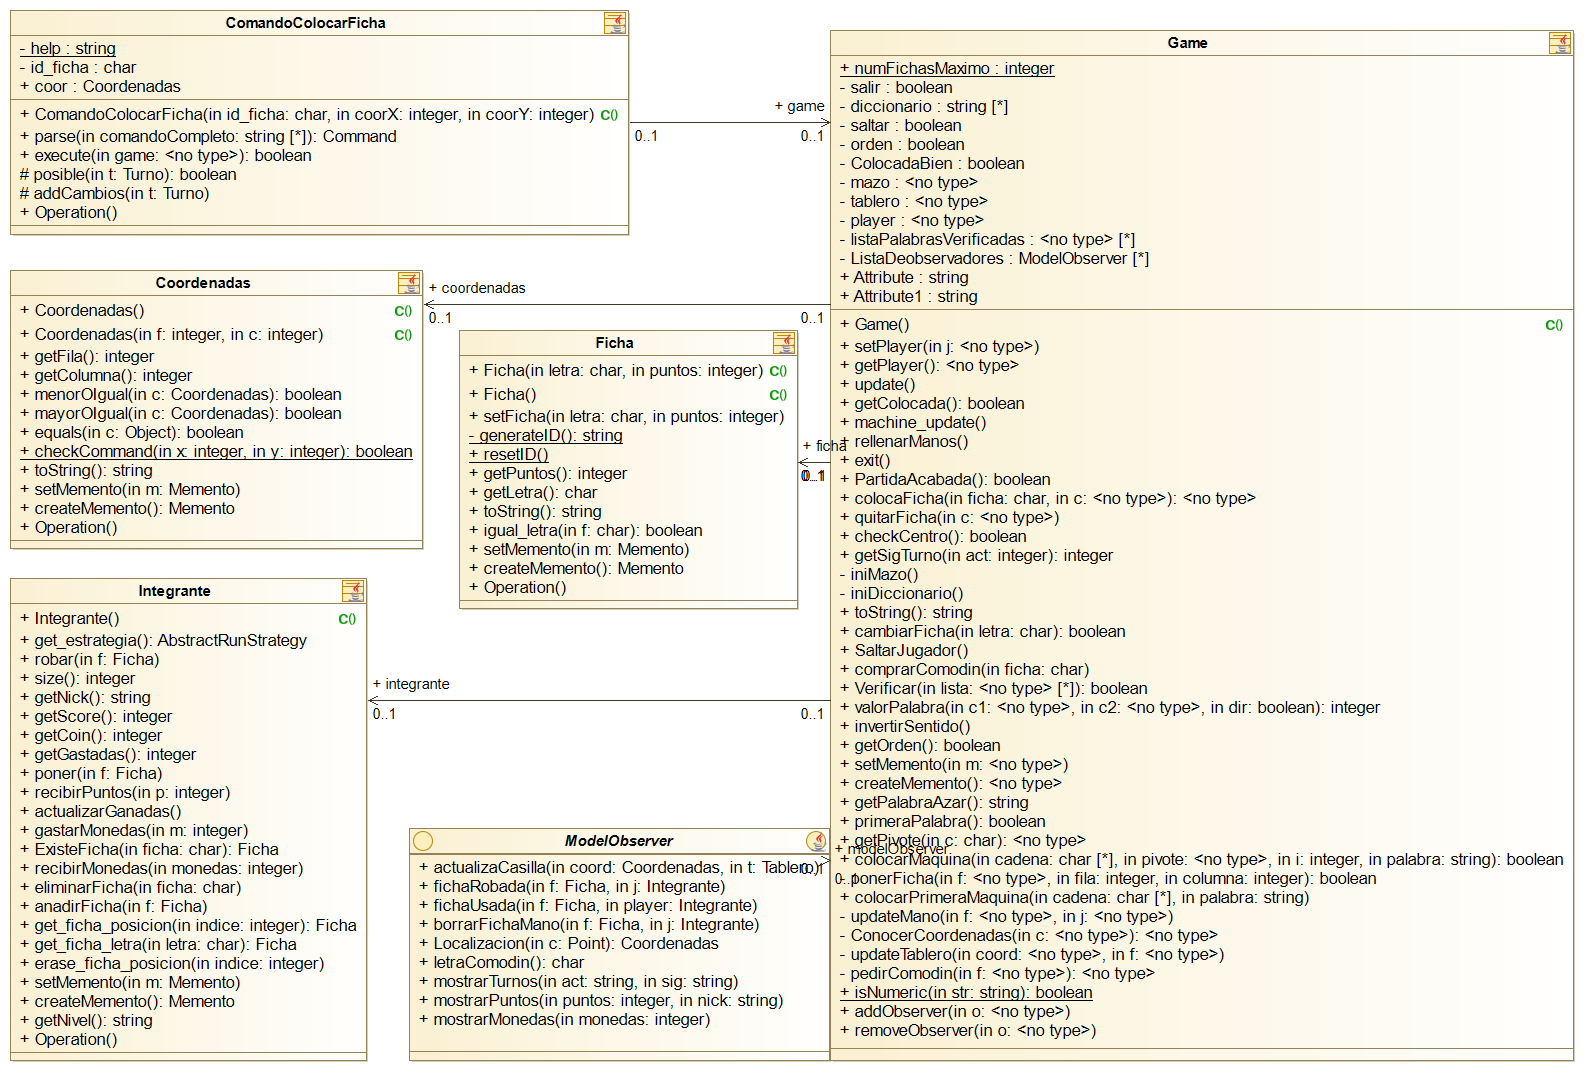 ComandoColocarFicha
- help : string
- id_ficha : char
+ coor : Coordenadas
+ ComandoColocarFicha(in id_ficha: char, in coorX: integer, in coorY: integer) C()
+ parse(in comandoCompleto: string [*]): Command
+ execute(in game: <no type>): boolean
# posible(in t: Turno): boolean
# addCambios(in t: Turno)
+ Operation()
+ game
0..1
0..1
Coordenadas
+ Coordenadas() C()
+ Coordenadas(in f: integer, in c: integer) C()
+ getFila(): integer
+ getColumna(): integer
+ menorOIgual(in c: Coordenadas): boolean
+ mayorOIgual(in c: Coordenadas): boolean
+ equals(in c: Object): boolean
+ checkCommand(in x: integer, in y: integer): boolean
+ toString(): string
+ setMemento(in m: Memento)
+ createMemento(): Memento
+ Operation()
+ coordenadas
0..1
0..1
Ficha
+ Ficha(in letra: char, in puntos: integer) C()
+ Ficha() C()
+ setFicha(in letra: char, in puntos: integer)
- generateID(): string
+ resetID()
+ getPuntos(): integer
+ getLetra(): char
+ toString(): string
+ igual_letra(in f: char): boolean
+ setMemento(in m: Memento)
+ createMemento(): Memento
+ Operation()
+ ficha
0..1
Integrante
+ Integrante() C()
+ get_estrategia(): AbstractRunStrategy
+ robar(in f: Ficha)
+ size(): integer
+ getNick(): string
+ getScore(): integer
+ getCoin(): integer
+ getGastadas(): integer
+ poner(in f: Ficha)
+ recibirPuntos(in p: integer)
+ actualizarGanadas()
+ gastarMonedas(in m: integer)
+ ExisteFicha(in ficha: char): Ficha
+ recibirMonedas(in monedas: integer)
+ eliminarFicha(in ficha: char)
+ anadirFicha(in f: Ficha)
+ get_ficha_posicion(in indice: integer): Ficha
+ get_ficha_letra(in letra: char): Ficha
+ erase_ficha_posicion(in indice: integer)
+ setMemento(in m: Memento)
+ createMemento(): Memento
+ getNivel(): string
+ Operation()
+ integrante
0..1
0..1
ModelObserver
+ actualizaCasilla(in coord: Coordenadas, in t: Tablero)
+ fichaRobada(in f: Ficha, in j: Integrante)
+ fichaUsada(in f: Ficha, in player: Integrante)
+ borrarFichaMano(in f: Ficha, in j: Integrante)
+ Localizacion(in c: Point): Coordenadas
+ letraComodin(): char
+ mostrarTurnos(in act: string, in sig: string)
+ mostrarPuntos(in puntos: integer, in nick: string)
+ mostrarMonedas(in monedas: integer)
+ modelObserver
0..1
0..1
Game
+ numFichasMaximo : integer
- salir : boolean
- diccionario : string [*]
- saltar : boolean
- orden : boolean
- ColocadaBien : boolean
- mazo : <no type>
- tablero : <no type>
- player : <no type>
- listaPalabrasVerificadas : <no type> [*]
- ListaDeobservadores : ModelObserver [*]
+ Attribute : string
+ Attribute1 : string
+ Game() C()
+ setPlayer(in j: <no type>)
+ getPlayer(): <no type>
+ update()
+ getColocada(): boolean
+ machine_update()
+ rellenarManos()
+ exit()
+ PartidaAcabada(): boolean
+ colocaFicha(in ficha: char, in c: <no type>): <no type>
+ quitarFicha(in c: <no type>)
+ checkCentro(): boolean
+ getSigTurno(in act: integer): integer
- iniMazo()
- iniDiccionario()
+ toString(): string
+ cambiarFicha(in letra: char): boolean
+ SaltarJugador()
+ comprarComodin(in ficha: char)
+ Verificar(in lista: <no type> [*]): boolean
+ valorPalabra(in c1: <no type>, in c2: <no type>, in dir: boolean): integer
+ invertirSentido()
+ getOrden(): boolean
+ setMemento(in m: <no type>)
+ createMemento(): <no type>
+ getPalabraAzar(): string
+ primeraPalabra(): boolean
+ getPivote(in c: char): <no type>
+ colocarMaquina(in cadena: char [*], in pivote: <no type>, in i: integer, in palabra: string): boolean
- ponerFicha(in f: <no type>, in fila: integer, in columna: integer): boolean
+ colocarPrimeraMaquina(in cadena: char [*], in palabra: string)
- updateMano(in f: <no type>, in j: <no type>)
- ConocerCoordenadas(in c: <no type>): <no type>
- updateTablero(in coord: <no type>, in f: <no type>)
- pedirComodin(in f: <no type>): <no type>
+ isNumeric(in str: string): boolean
+ addObserver(in o: <no type>)
+ removeObserver(in o: <no type>)